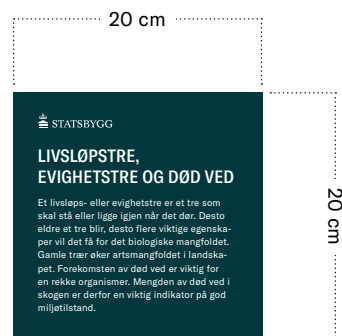 20 cm
STATSBYGG
LIVSLØPSTRE,
EVIGHETSTRE OG DØD VED
Et livsløps- eller evighetstre er et tre som
skal stå eller ligge igjen når det dør. Desto
eldre et tre blir, desto flere viktige egenska-
per vil det få for det biologiske mangfoldet.
Gamle trær øker artsmangfoldet i landska-
pet. Forekomsten av død ved er viktig for
en rekke organismer. Mengden av død ved i
skogen er derfor en viktig indikator på god
miljøtilstand.
20 cm